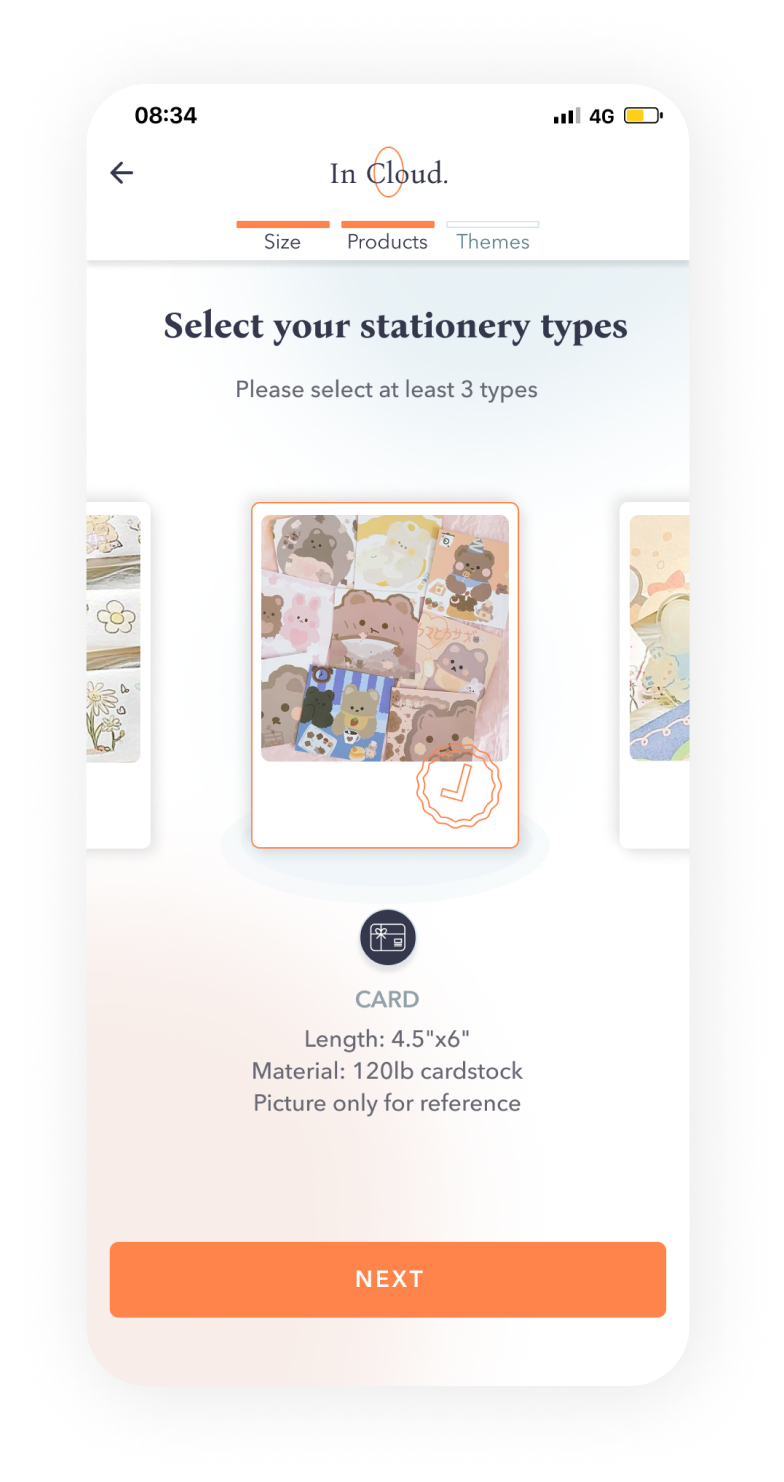 08:34
4G
In Cloud.
Size
Products
Themes
Select your stationery types
Please select at least 3 types
CARD
Length: 4.5"x6"
Material: 120lb cardstock
Picture only for reference
NEXT